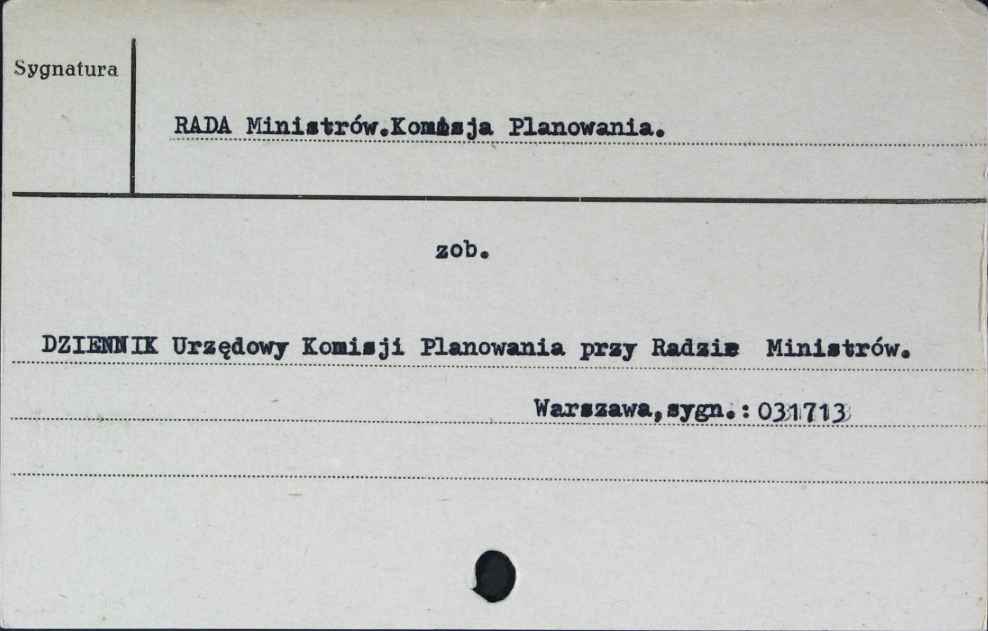 Sygnatura
RADA Ministrów.Komisja Planowania.
zob.
DZIENNIK Urzędowy Komisji Planowania przy Radzie Ministrów.
Warszawa,sygn.: 031713